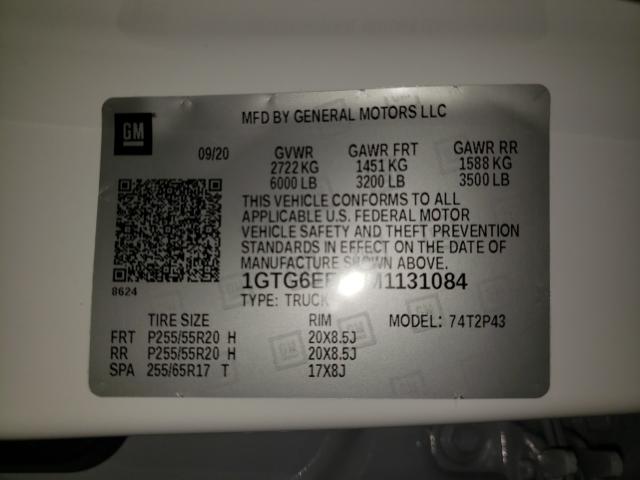 GM
MFD BY GENERAL MOTORS LLC
09/20 GVWR GAWR FRT GAWR RR
2722 KG 1451 KG 1588 KG
6000 LB 3200 LB 3500 LB
THIS VEHICLE CONFORMS TO ALL
APPLICABLE U.S. FEDERAL MOTOR
VEHICLE SAFETY AND THEFT PREVENTION
STANDARDS IN EFFECT ON THE DATE OF
MANUFACTURE SHOWN ABOVE.
8624
TYPE: TRUCK
TIRE SIZE RIM MODEL: 74T2P43
FRT P255/55R20 H 20X8.5J
RR P255/55R20 H 20X8.5J
SPA 255/65R17 T 17X8J